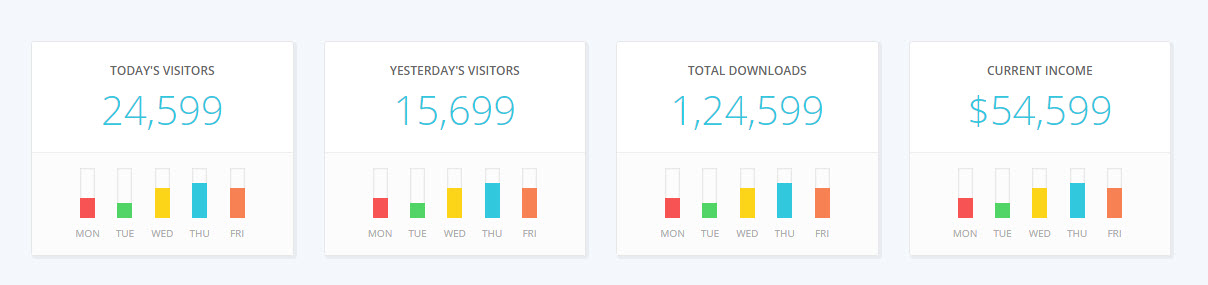 TODAY'S VISITORS
24,599
MON TUE WED THU FRI
YESTERDAY'S VISITORS
15,699
MON TUE WED THU FRI
TOTAL DOWNLOADS
1,24,599
MON TUE WED THU FRI
CURRENT INCOME
$54,599
MON TUE WED THU FRI